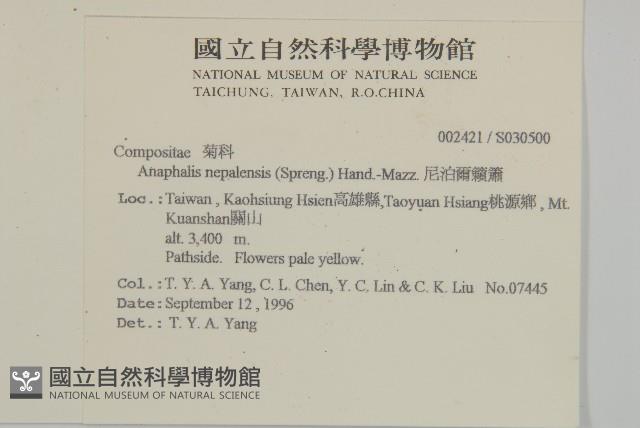 國立自然科學博物館
NATIONAL MUSEUM OF NATURAL SCIENCE
TAICHUNG, TAIWAN, R.O.CHINA
002421 / S030500
Compositae 菊科
Anaphalis nepalensis (Spreng.) Hand.-Mazz. 尼泊爾籟簫
Loc.: Taiwan , Kaohsiung Hsien高雄縣,Taoyuan Hsiang桃源鄉 , Mt.
Kuanshan關山
alt. 3,400 m.
Pathside. Flowers pale yellow.
Col.: T. Y. A. Yang, C. L. Chen, Y. C. Lin & C. K. Liu No.07445
Date: September 12 , 1996
Det.: T. Y. A. Yang
國立自然科學博物館
NATIONAL MUSEUM OF NATURAL SCIENCE